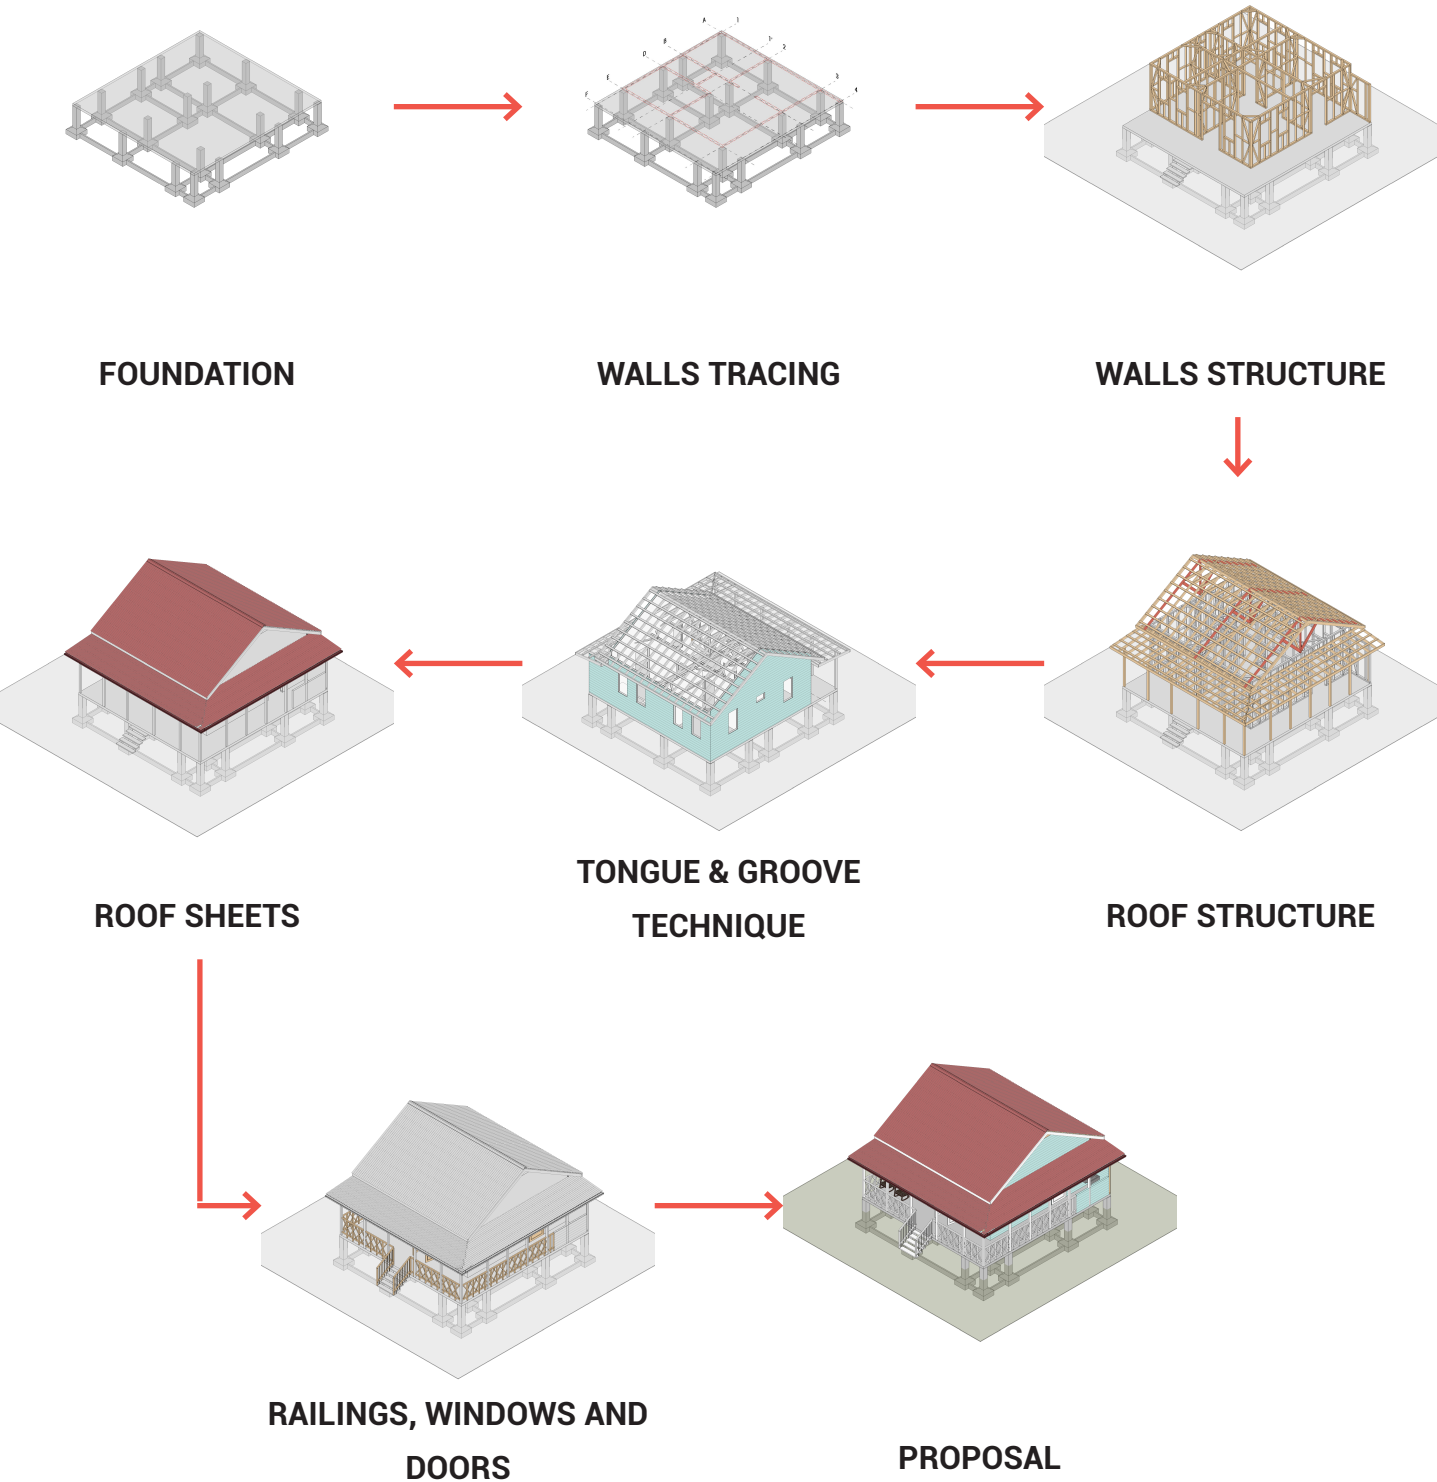 FOUNDATION
WALLS TRACING
WALLS STRUCTURE
ROOF SHEETS
TONGUE & GROOVE
TECHNIQUE
ROOF STRUCTURE
RAILINGS, WINDOWS AND
DOORS
PROPOSAL